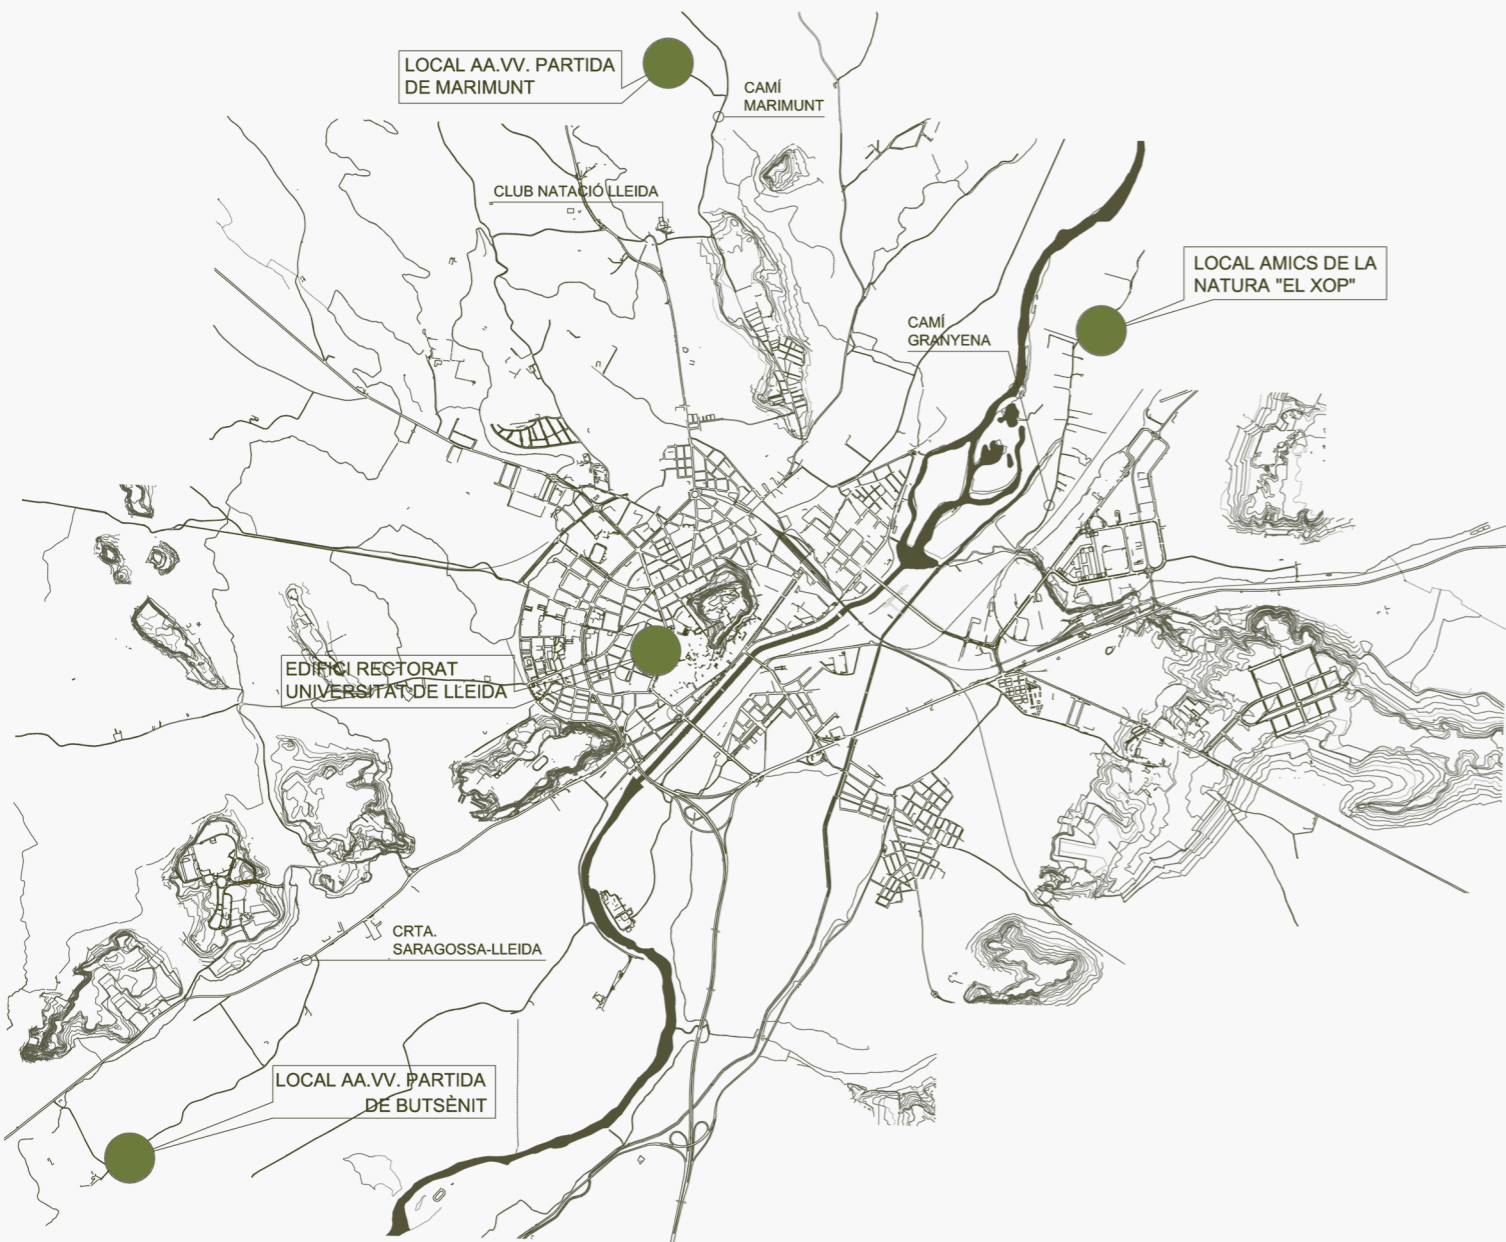 LOCAL AA.VV. PARTIDA
DE MARIMUNT
CAMÍ
MARIMUNT
CLUB NATACIÓ LLEIDA
LOCAL AMICS DE LA
NATURA "EL XOP"
CAMÍ
GRANYENA
EDIFICI RECTORAT
UNIVERSITAT DE LLEIDA
CRTA.
SARAGOSSA-LLEIDA
LOCAL AA.VV. PARTIDA
DE BUTSÈNIT